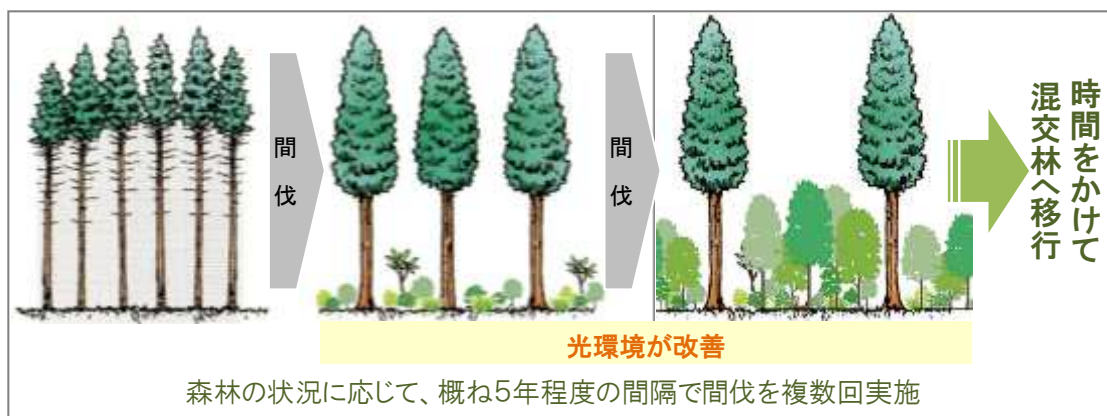 間伐
間伐
時間をかけて
混交林へ移行
光環境が改善
森林の状況に応じて、概ね5年程度の間隔で間伐を複数回実施